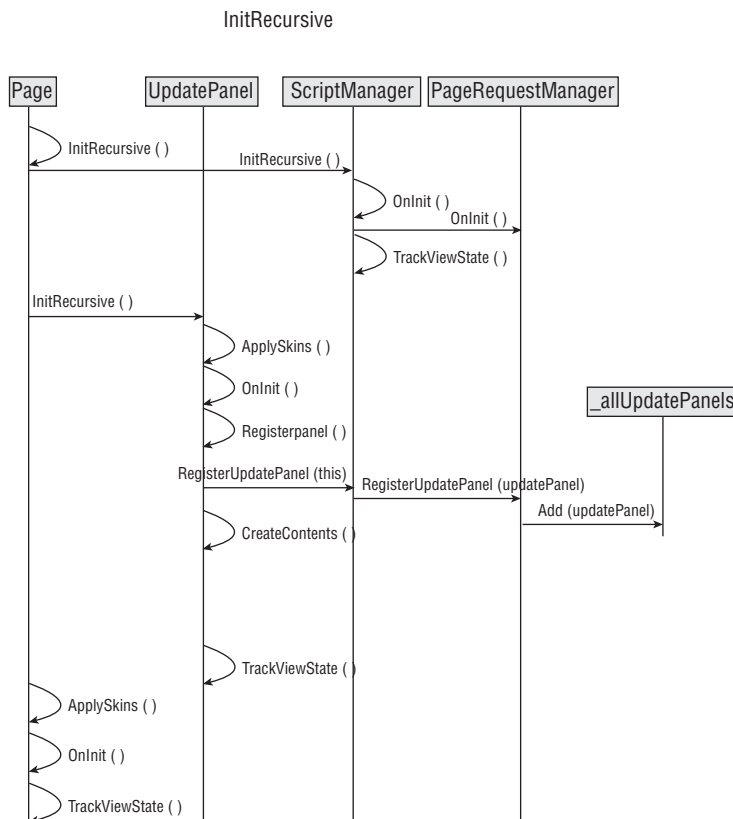 InitRecursive
Page
UpdatePanel
ScriptManager
PageRequestManager
InitRecursive ( )
InitRecursive ( )
OnInit ( )
OnInit ( )
TrackViewState ( )
InitRecursive ( )
ApplySkins ( )
OnInit ( )
_allUpdatePanels
Registerpanel ( )
RegisterUpdatePanel (this)
RegisterUpdatePanel (updatePanel)
Add (updatePanel)
CreateContents ( )
TrackViewState ( )
ApplySkins ( )
OnInit ( )
TrackViewState ( )